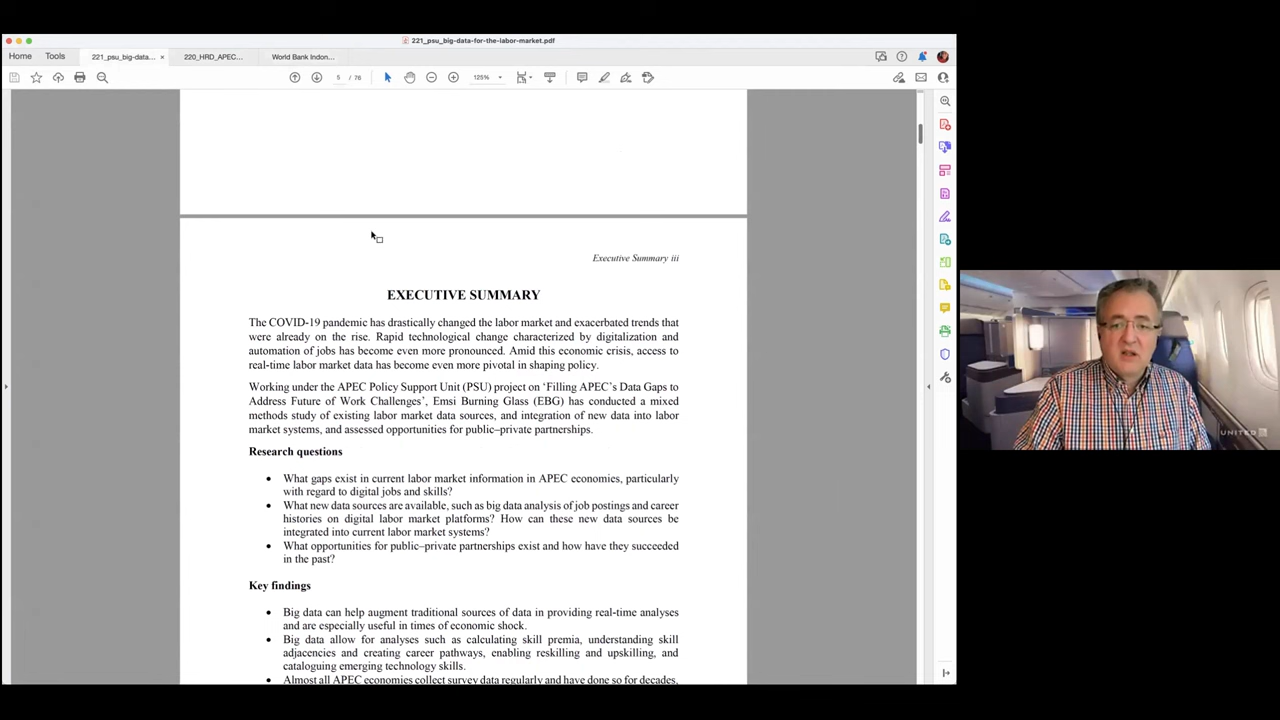 221_psu_big-data-for-the-labor-market.pdf
Home
Tools
221_psu_big-data...
220_HRD_APEC...
World Bank Indon...
5 / 76
125%
Executive Summary iii
EXECUTIVE SUMMARY
The COVID-19 pandemic has drastically changed the labor market and exacerbated trends that
were already on the rise. Rapid technological change characterized by digitalization and
automation of jobs has become even more pronounced. Amid this economic crisis, access to
real-time labor market data has become even more pivotal in shaping policy.
Working under the APEC Policy Support Unit (PSU) project on ‘Filling APEC’s Data Gaps to
Address Future of Work Challenges’, Emsi Burning Glass (EBG) has conducted a mixed
methods study of existing labor market data sources, and integration of new data into labor
market systems, and assessed opportunities for public–private partnerships.
Research questions
• What gaps exist in current labor market information in APEC economies, particularly
with regard to digital jobs and skills?
• What new data sources are available, such as big data analysis of job postings and career
histories on digital labor market platforms? How can these new data sources be
integrated into current labor market systems?
• What opportunities for public–private partnerships exist and how have they succeeded
in the past?
Key findings
• Big data can help augment traditional sources of data in providing real-time analyses
and are especially useful in times of economic shock.
• Big data allow for analyses such as calculating skill premia, understanding skill
adjacencies and creating career pathways, enabling reskilling and upskilling, and
cataloguing emerging technology skills.
• Almost all APEC economies collect survey data regularly and have done so for decades,
UNITED